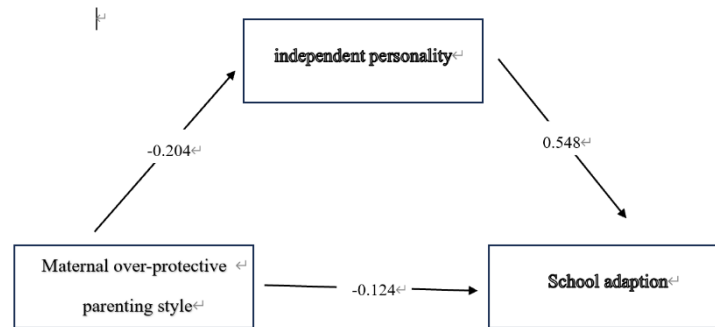 independent personality
-0.204
0.548
Maternal over-protective
parenting style
-0.124
School adaption